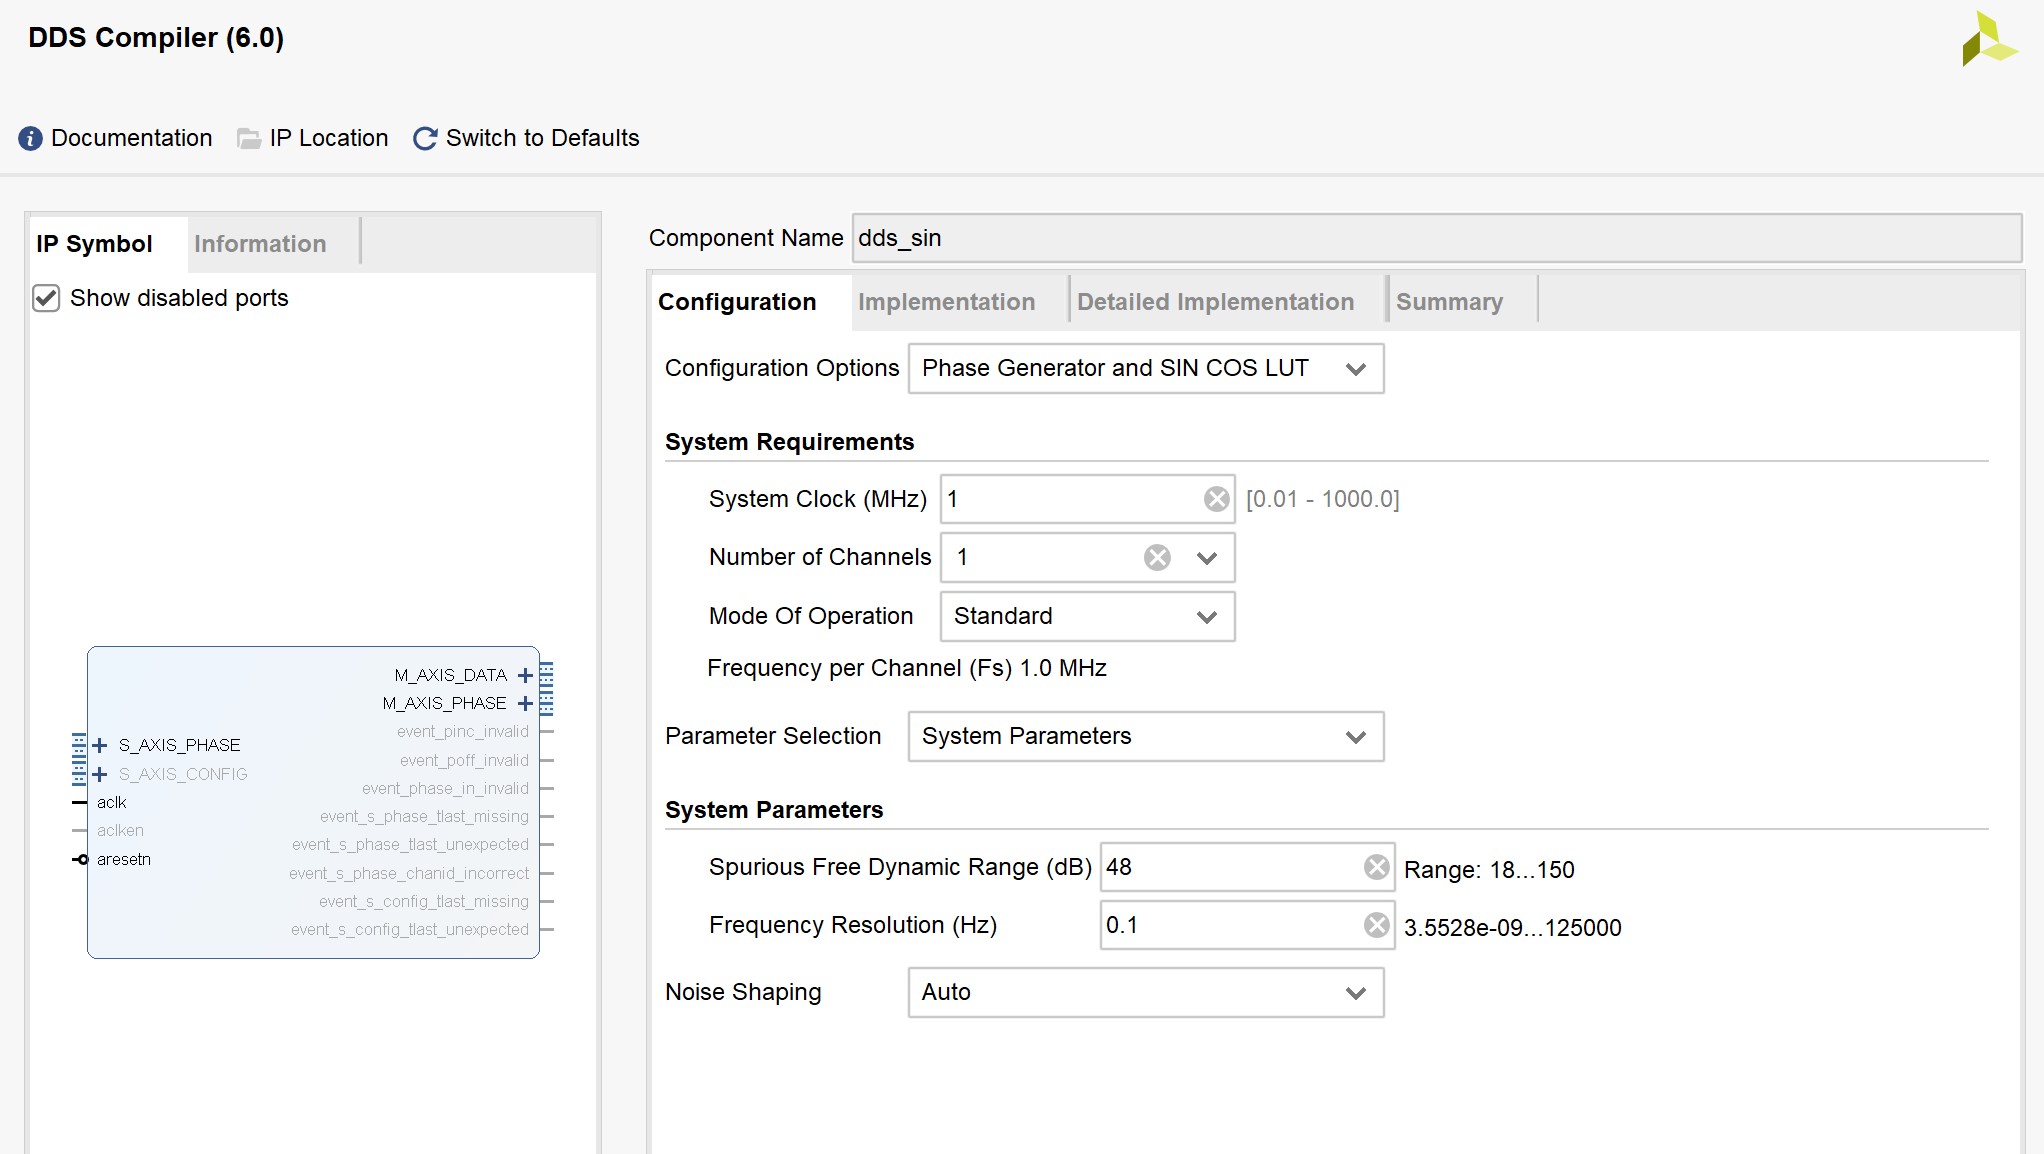 DDS Compiler (6.0)
Documentation IP Location Switch to Defaults
IP Symbol Information
Show disabled ports
M_AXIS_DATA
M_AXIS_PHASE
event_pinc_invalid
S_AXIS_PHASE
event_poff_invalid
S_AXIS_CONFIG
event_phase_in_invalid
aclk
event_s_phase_tlast_missing
aclken
event_s_phase_tlast_unexpected
aresetn
event_s_phase_chanid_incorrect
event_s_config_tlast_missing
event_s_config_tlast_unexpected
Component Name dds_sin
Configuration Implementation Detailed Implementation Summary
Configuration Options Phase Generator and SIN COS LUT
System Requirements
System Clock (MHz) 1 [0.01 - 1000.0]
Number of Channels 1
Mode Of Operation Standard
Frequency per Channel (Fs) 1.0 MHz
Parameter Selection System Parameters
System Parameters
Spurious Free Dynamic Range (dB) 48 Range: 18...150
Frequency Resolution (Hz) 0.1 3.5528e-09...125000
Noise Shaping Auto